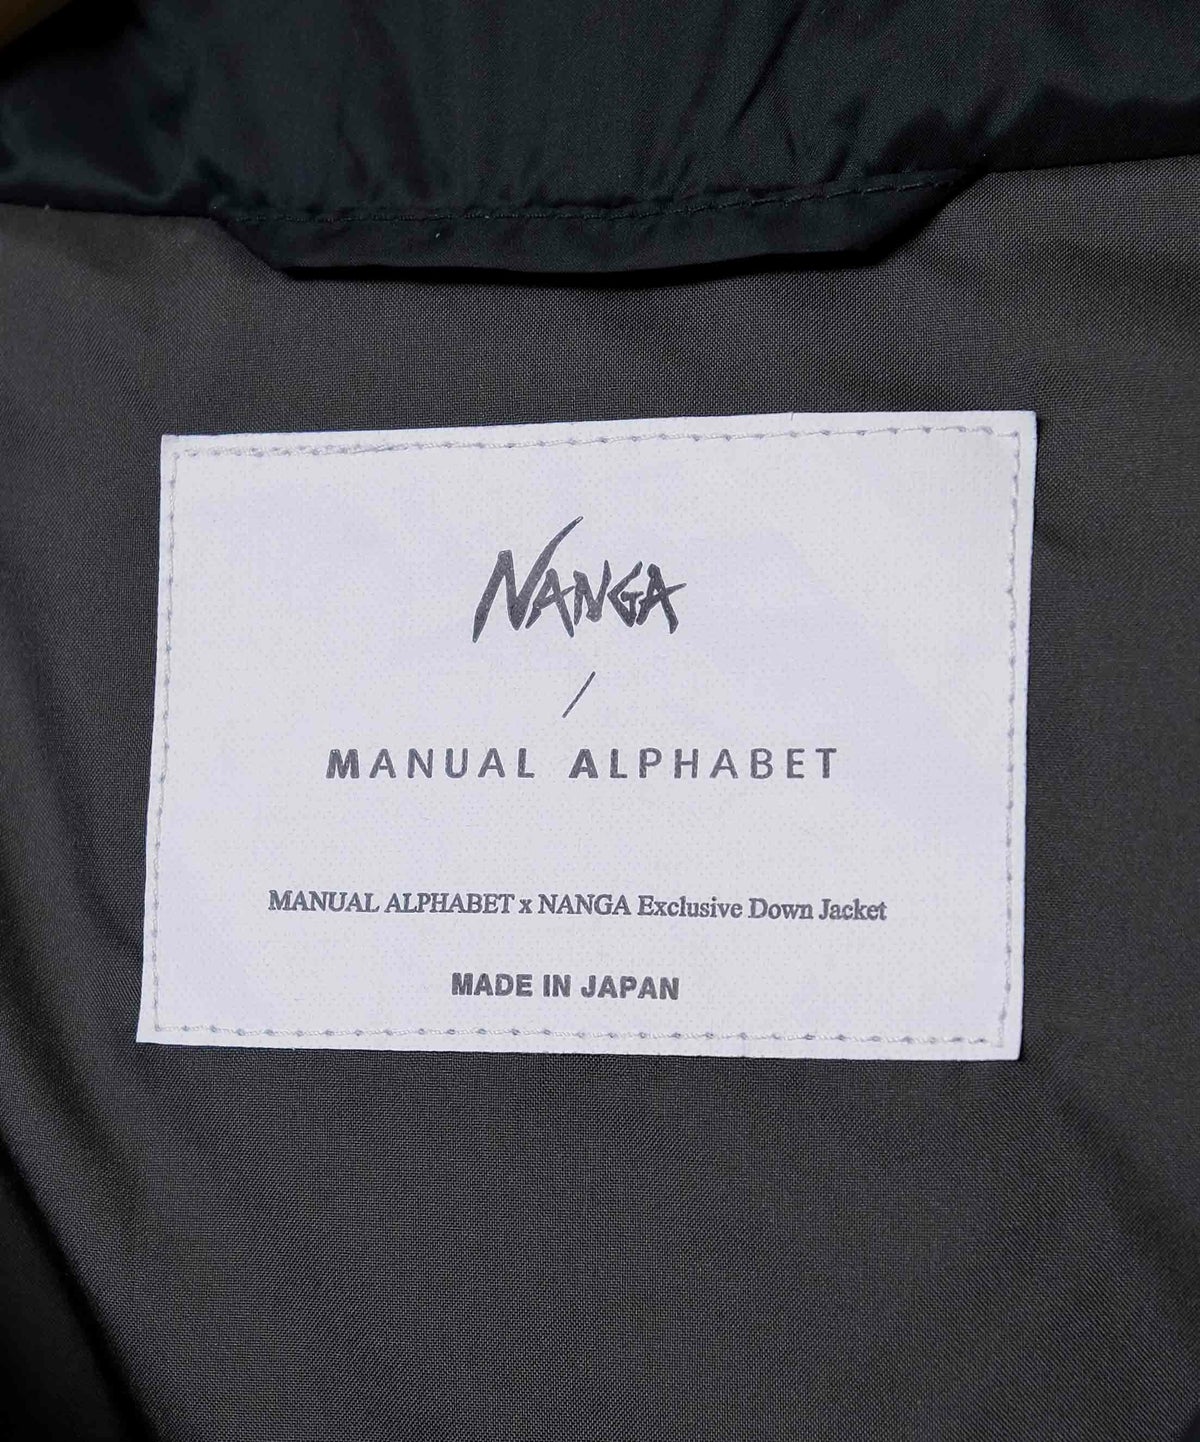 NANGA
/
MANUAL ALPHABET
MANUAL ALPHABET x NANGA Exclusive Down Jacket
MADE IN JAPAN